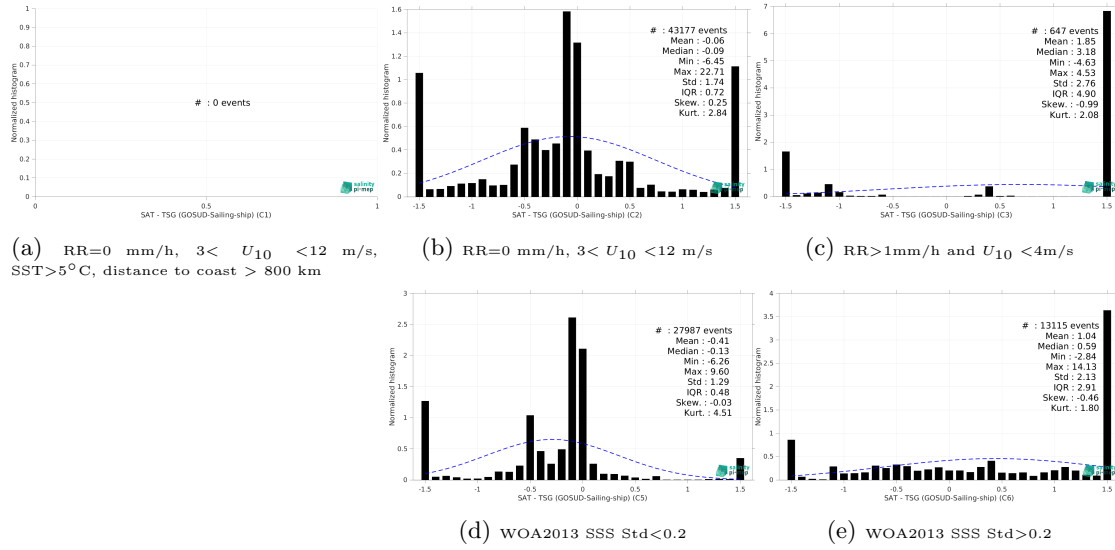 Normalized histogram
1
0.9
0.8
0.7
0.6
0.5
0.4
0.3
0.2
0.1
0
# : 0 events
0 0.5 1
SAT - TSG (GOSUD-Sailing-ship) (C1)
salinity
pi-mep
(a) RR=0 mm/h, 3< U10 <12 m/s,
SST>5°C, distance to coast > 800 km
Normalized histogram
1.6
1.4
1.2
1
0.8
0.6
0.4
0.2
0
# : 43177 events
Mean : -0.06
Median : -0.09
Min : -6.45
Max : 22.71
Std : 1.74
IQR : 0.72
Skew. : 0.25
Kurt. : 2.84
-1.5 -1 -0.5 0 0.5 1 1.5
SAT - TSG (GOSUD-Sailing-ship) (C2)
salinity
pi-mep
(b) RR=0 mm/h, 3< U10 <12 m/s
Normalized histogram
7
6
5
4
3
2
1
0
# : 647 events
Mean : 1.85
Median : 3.18
Min : -4.63
Max : 4.53
Std : 2.76
IQR : 4.90
Skew. : -0.99
Kurt. : 2.08
-1.5 -1 -0.5 0 0.5 1 1.5
SAT - TSG (GOSUD-Sailing-ship) (C3)
salinity
pi-mep
(c) RR>1mm/h and U10 <4m/s
Normalized histogram
3
2.5
2
1.5
1
0.5
0
# : 27987 events
Mean : -0.41
Median : -0.13
Min : -6.26
Max : 9.60
Std : 1.29
IQR : 0.48
Skew. : -0.03
Kurt. : 4.51
-1.5 -1 -0.5 0 0.5 1 1.5
SAT - TSG (GOSUD-Sailing-ship) (C5)
salinity
pi-mep
(d) WOA2013 SSS Std<0.2
Normalized histogram
4
3.5
3
2.5
2
1.5
1
0.5
0
# : 13115 events
Mean : 1.04
Median : 0.59
Min : -2.84
Max : 14.13
Std : 2.13
IQR : 2.91
Skew. : -0.46
Kurt. : 1.80
-1.5 -1 -0.5 0 0.5 1 1.5
SAT - TSG (GOSUD-Sailing-ship) (C6)
salinity
pi-mep
(e) WOA2013 SSS Std>0.2